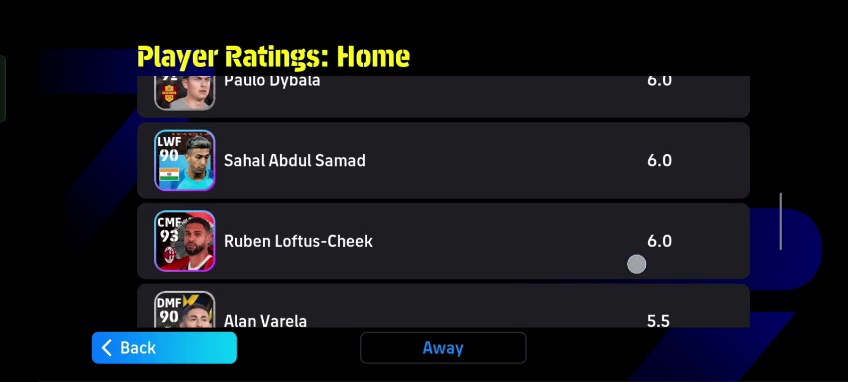 Player Ratings: Home
91
Paulo Dybala
6.0
LWF
90
Sahal Abdul Samad
6.0
CMF
93
Ruben Loftus-Cheek
6.0
DMF
90
Alan Varela
5.5
Back
Away